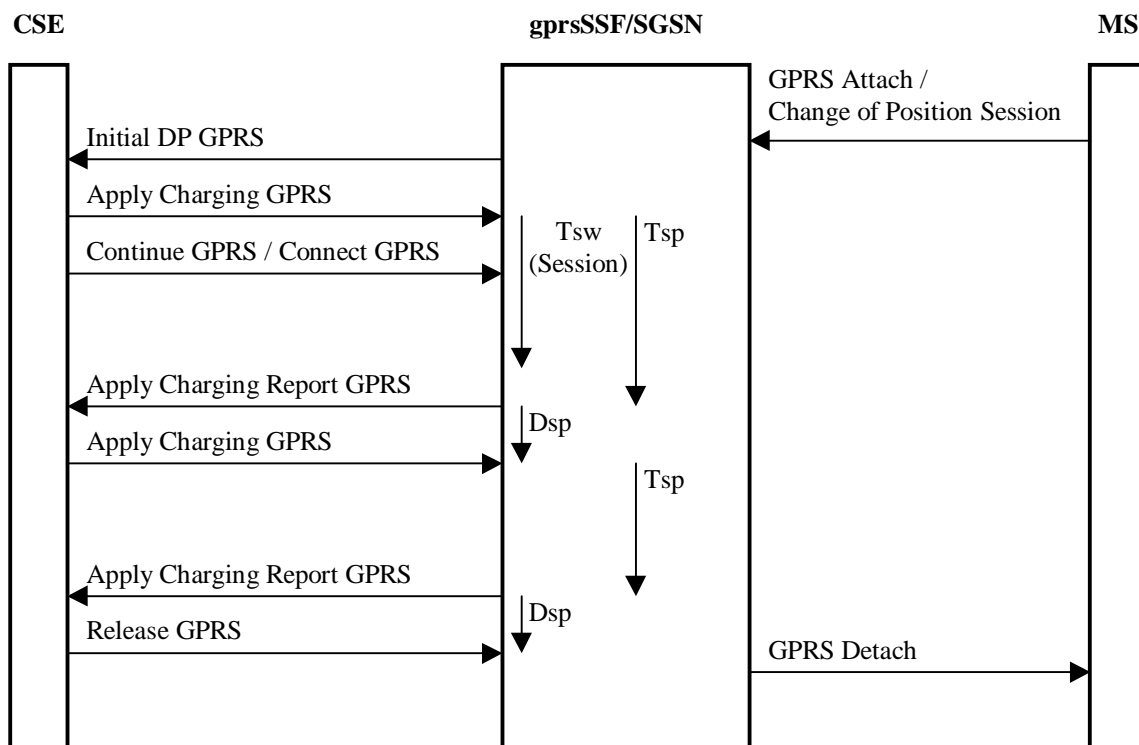 CSE
gprsSSF/SGSN
MS
GPRS Attach /
Change of Position Session
Initial DP GPRS
Apply Charging GPRS
Tsw
(Session)
Tsp
Continue GPRS / Connect GPRS
Apply Charging Report GPRS
Dsp
Apply Charging GPRS
Tsp
Apply Charging Report GPRS
Dsp
Release GPRS
GPRS Detach